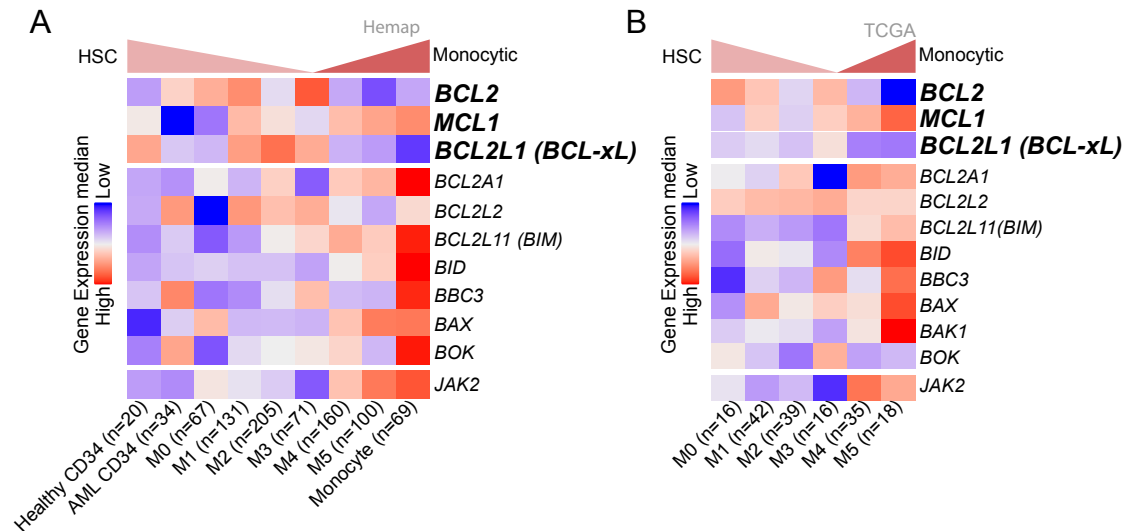 A
Hemap
HSC
Monocytic
BCL2
MCL1
BCL2L1 (BCL-xL)
BCL2A1
BCL2L2
BCL2L11 (BIM)
BID
BBC3
BAX
BOK
JAK2
Gene Expression median
High
Low
Healthy CD34 (n=20)
AML CD34 (n=34)
M0 (n=67)
M1 (n=131)
M2 (n=205)
M3 (n=71)
M4 (n=160)
M5 (n=100)
Monocyte (n=69)
B
TCGA
HSC
Monocytic
BCL2
MCL1
BCL2L1 (BCL-xL)
BCL2A1
BCL2L2
BCL2L11(BIM)
BID
BBC3
BAX
BAK1
BOK
JAK2
Gene Expression median
High
Low
M0 (n=16)
M1 (n=42)
M2 (n=39)
M3 (n=16)
M4 (n=35)
M5 (n=18)